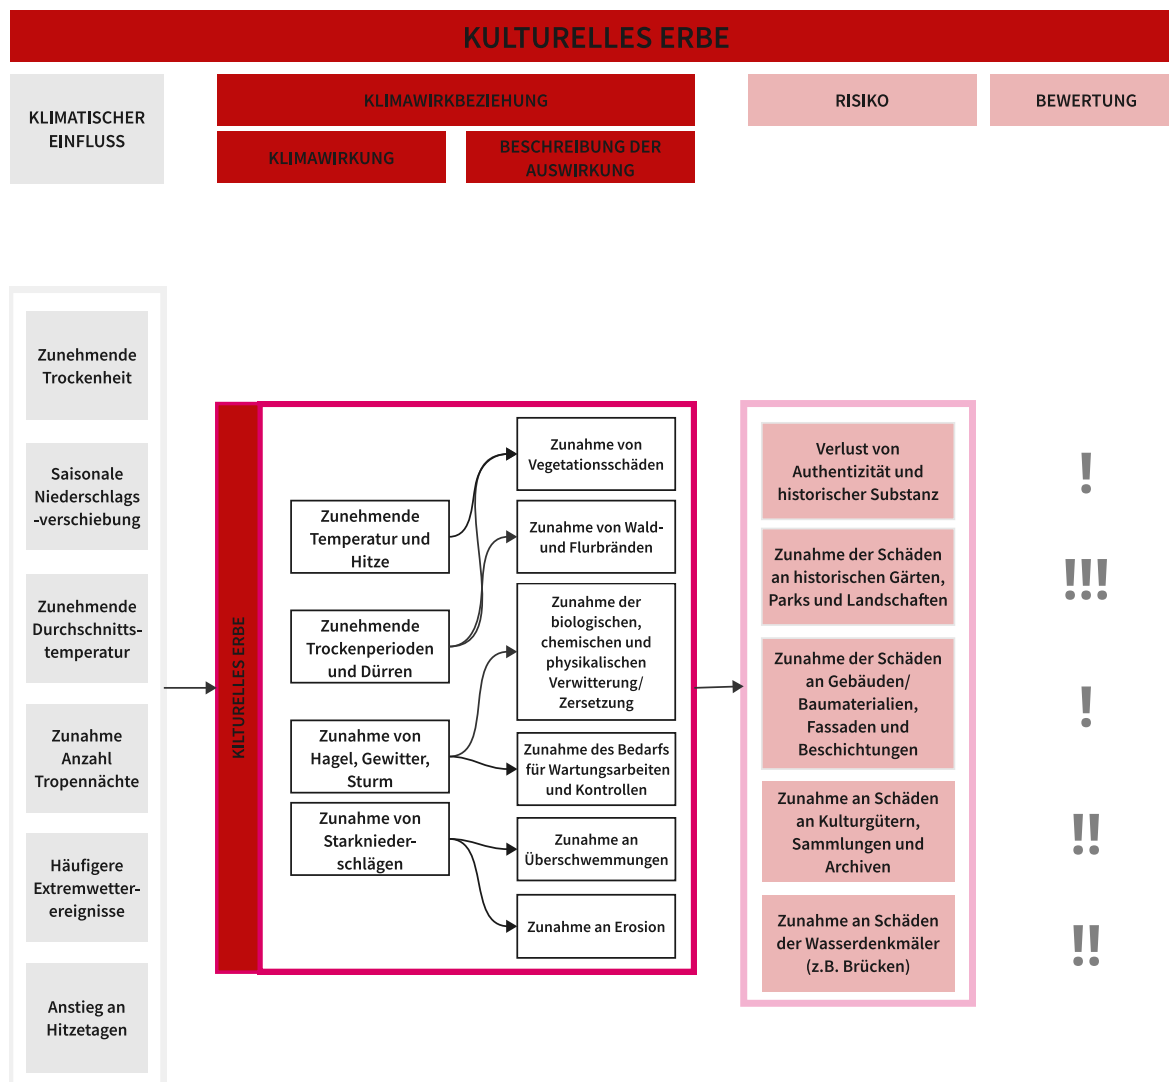 KULTURELLES ERBE
KLIMATISCHER
EINFLUSS
KLIMAWIRKBEZIEHUNG
RISIKO
BEWERTUNG
KLIMAWIRKUNG
BESCHREIBUNG DER
AUSWIRKUNG
Zunehmende
Trockenheit
Saisonale
Niederschlags
-verschiebung
Zunehmende
Durchschnitts-
temperatur
Zunahme
Anzahl
Tropennächte
Häufigere
Extremwetter-
ereignisse
Anstieg an
Hitzetagen
KILTURELLES ERBE
Zunehmende
Temperatur und
Hitze
Zunehmende
Trockenperioden
und Dürren
Zunahme von
Hagel, Gewitter,
Sturm
Zunahme von
Starknieder-
schlägen
Zunahme von
Vegetationsschäden
Zunahme von Wald-
und Flurbränden
Zunahme der
biologischen,
chemischen und
physikalischen
Verwitterung/
Zersetzung
Zunahme des Bedarfs
für Wartungsarbeiten
und Kontrollen
Zunahme an
Überschwemmungen
Zunahme an Erosion
Verlust von
Authentizität und
historischer Substanz
!
Zunahme der Schäden
an historischen Gärten,
Parks und Landschaften
!!!
Zunahme der Schäden
an Gebäuden/
Baumaterialien,
Fassaden und
Beschichtungen
!
Zunahme an Schäden
an Kulturgütern,
Sammlungen und
Archiven
!!
Zunahme an Schäden
der Wasserdenkmäler
(z.B. Brücken)
!!